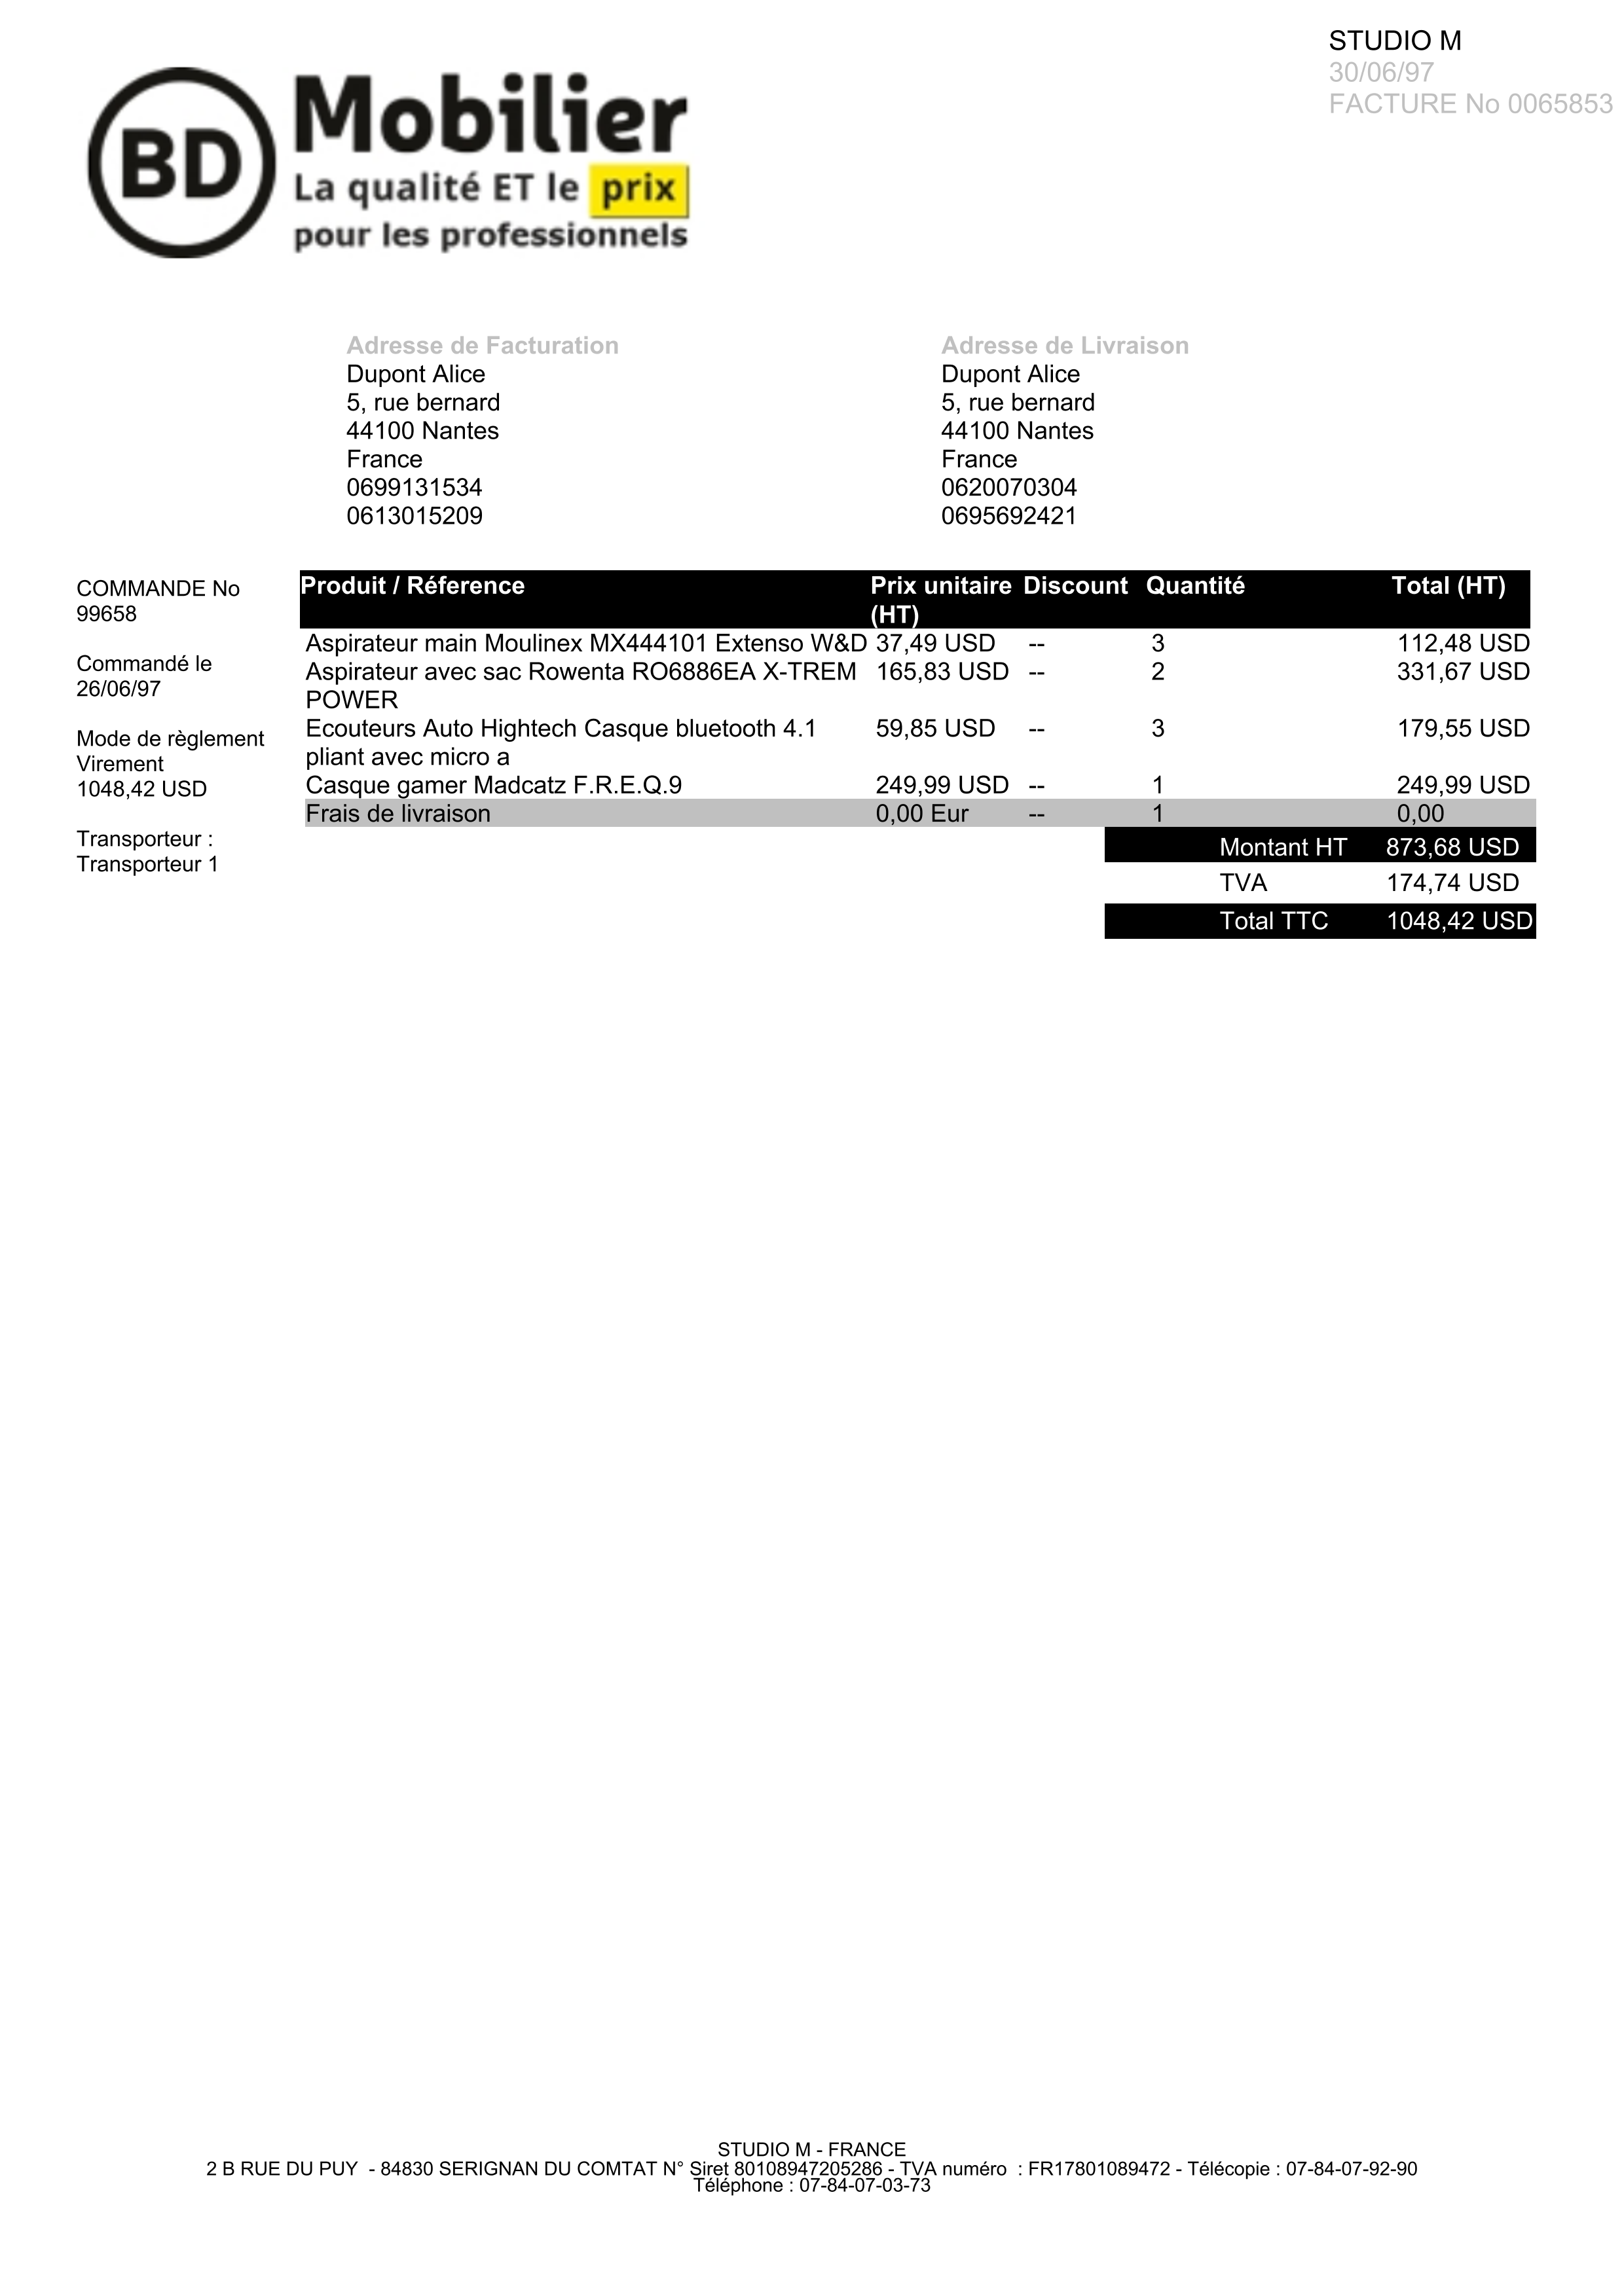 STUDIO M
30/06/97
FACTURE No 0065853
BD
Mobilier
La qualité ET le prix
pour les professionnels
Adresse de Facturation
Dupont Alice
5, rue bernard
44100 Nantes
France
0699131534
0613015209
Adresse de Livraison
Dupont Alice
5, rue bernard
44100 Nantes
France
0620070304
0695692421
COMMANDE No
99658
Commandé le
26/06/97
Mode de règlement
Virement
1048,42 USD
Transporteur :
Transporteur 1
Produit / Réference Prix unitaire Discount Quantité Total (HT)
(HT)
Aspirateur main Moulinex MX444101 Extenso W&D 37,49 USD -- 3 112,48 USD
Aspirateur avec sac Rowenta RO6886EA X-TREM 165,83 USD -- 2 331,67 USD
POWER
Ecouteurs Auto Hightech Casque bluetooth 4.1 59,85 USD -- 3 179,55 USD
pliant avec micro a
Casque gamer Madcatz F.R.E.Q.9 249,99 USD -- 1 249,99 USD
Frais de livraison 0,00 Eur -- 1 0,00
Montant HT 873,68 USD
TVA 174,74 USD
Total TTC 1048,42 USD
STUDIO M - FRANCE
2 B RUE DU PUY - 84830 SERIGNAN DU COMTAT N° Siret 80108947205286 - TVA numéro : FR17801089472 - Télécopie : 07-84-07-92-90
Téléphone : 07-84-07-03-73